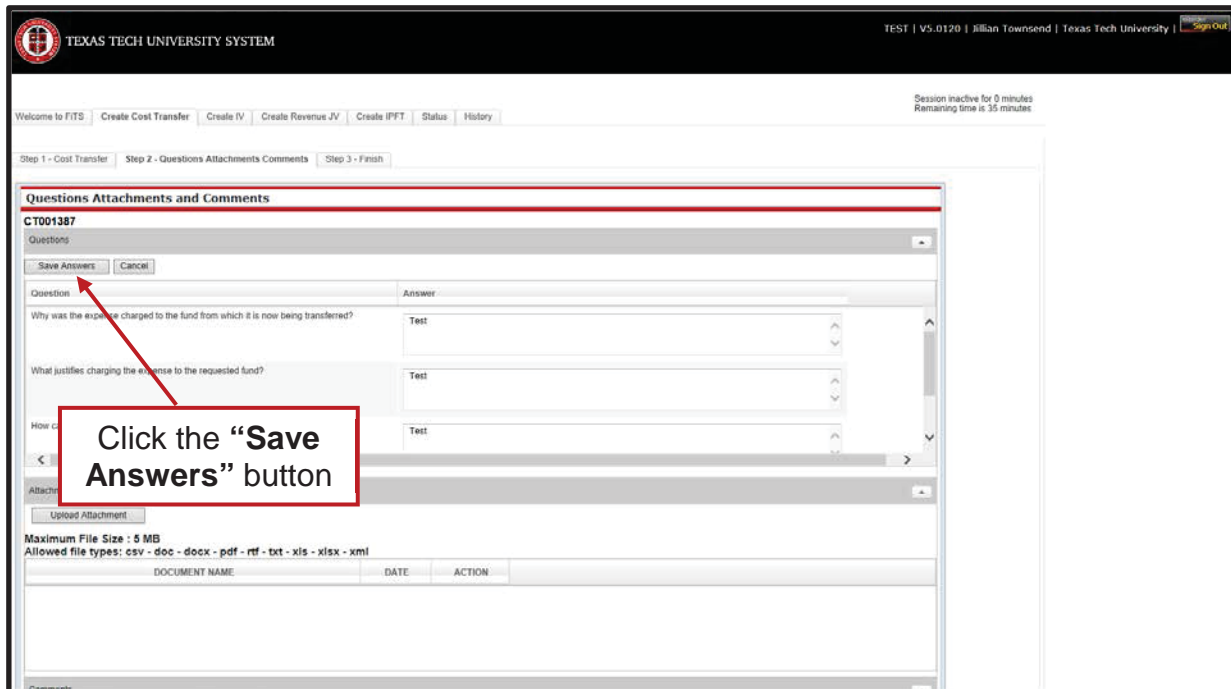 TEXAS TECH UNIVERSITY SYSTEM
TEST | V5.0120 | Jillian Townsend | Texas Tech University | Sign Out
Session inactive for 0 minutes
Remaining time is 35 minutes
Welcome to FiTS Create Cost Transfer Create IV Create Revenue JV Create IPFT Status History
Step 1 - Cost Transfer Step 2 - Questions Attachments Comments Step 3 - Finish
Questions Attachments and Comments
CT001387
Questions
Save Answers Cancel
Question Answer
Why was the expense charged to the fund from which it is now being transferred? Test
What justifies charging the expense to the requested fund? Test
How Test
Click the “Save
Answers” button
Upload Attachment
Maximum File Size : 5 MB
Allowed file types: csv - doc - docx - pdf - rtf - txt - xls - xlsx - xml
DOCUMENT NAME DATE ACTION
Comments